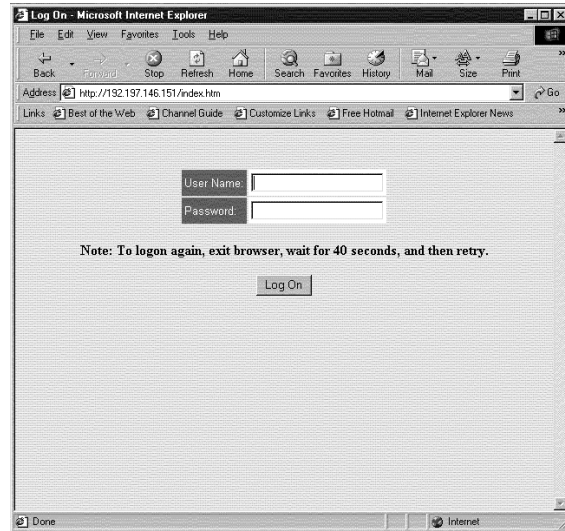 Log On - Microsoft Internet Explorer
File Edit View Favorites Tools Help
Back Forward Stop Refresh Home Search Favorites History Mail Size Print
Address http://192.197.146.151/index.htm Go
Links Best of the Web Channel Guide Customize Links Free Hotmail Internet Explorer News
User Name:
Password:
Note: To logon again, exit browser, wait for 40 seconds, and then retry.
Log On
Done Internet